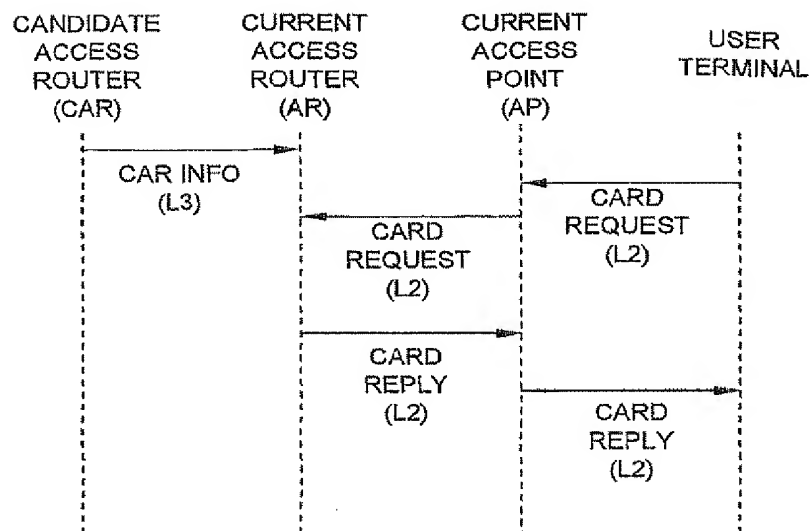 CANDIDATE
ACCESS
ROUTER
(CAR)
CURRENT
ACCESS
ROUTER
(AR)
CURRENT
ACCESS
POINT
(AP)
USER
TERMINAL
CAR INFO
(L3)
CARD
REQUEST
(L2)
CARD
REQUEST
(L2)
CARD
REPLY
(L2)
CARD
REPLY
(L2)